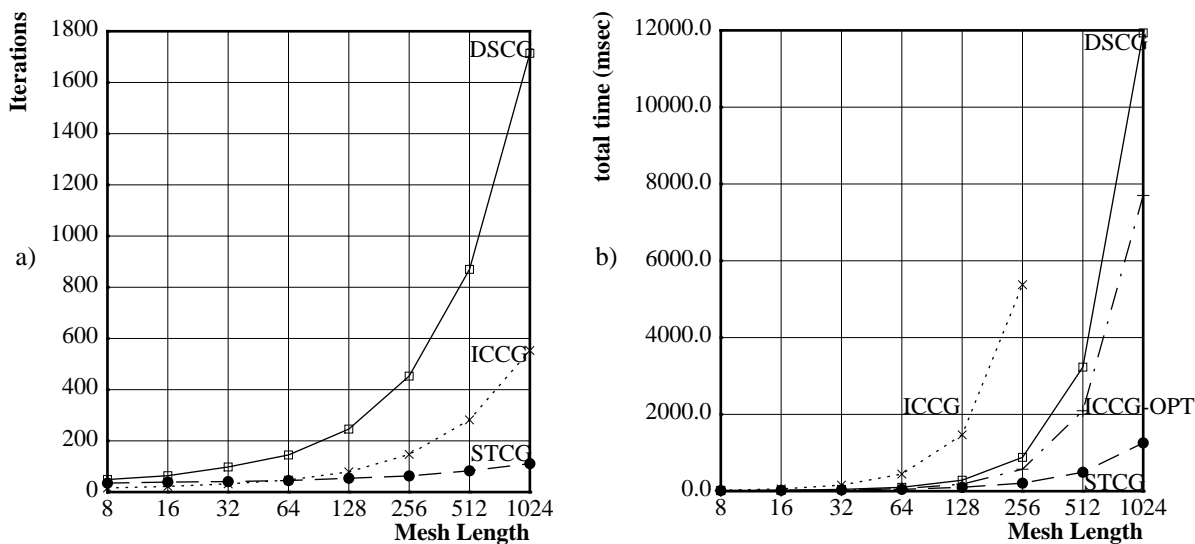 a)
Iterions
1800
1600
1400
1200
1000
800
600
400
200
0
DSCG
ICCG
STCG
8 16 32 64 128 256 512 1024
Mesh Length
b)
total time (msec)
12000.0
10000.0
8000.0
6000.0
4000.0
2000.0
0.0
DSCG
ICCG
ICCG-OPT
STCG
8 16 32 64 128 256 512 1024
Mesh Length